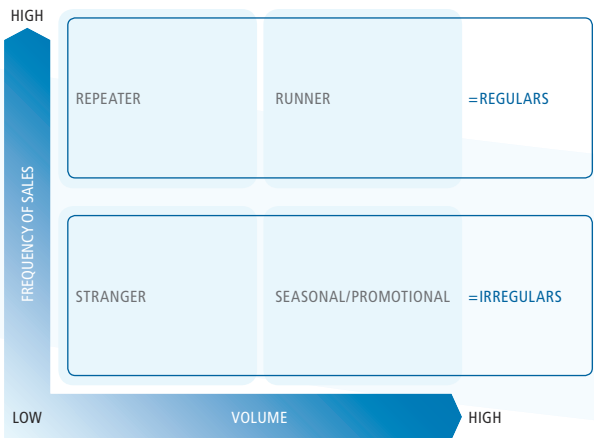 HIGH
REPEATER
RUNNER
=REGULARS
FREQUENCY OF SALES
STRANGER
SEASONAL/PROMOTIONAL
=IRREGULARS
LOW
VOLUME
HIGH